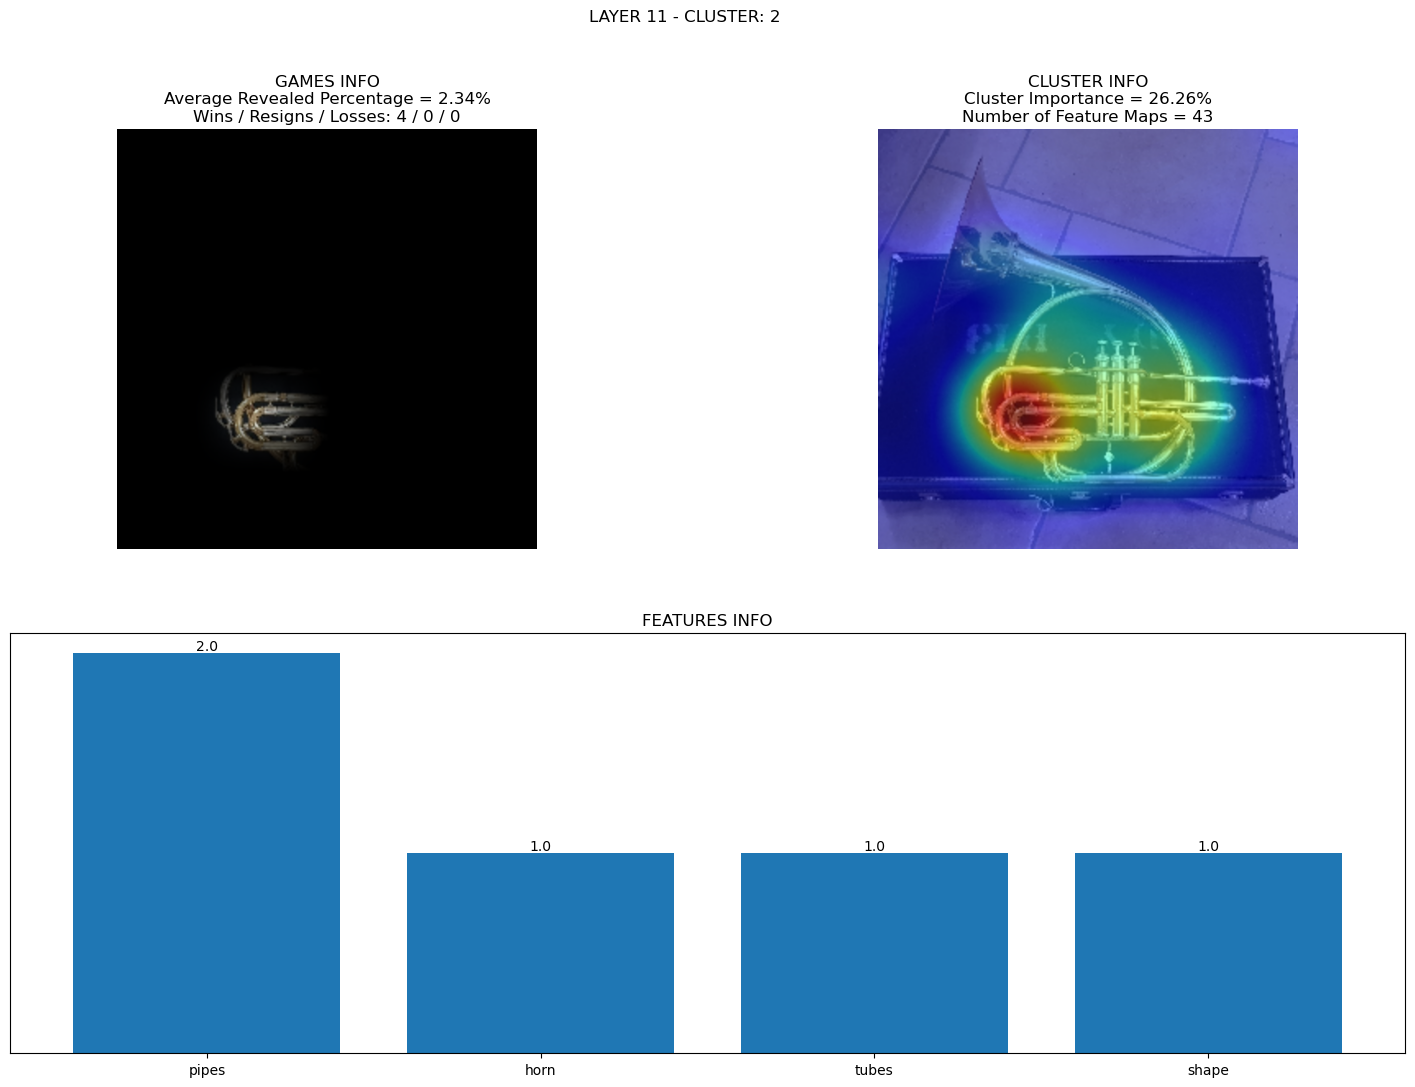 LAYER 11 - CLUSTER: 2
GAMES INFO
Average Revealed Percentage = 2.34%
Wins / Resigns / Losses: 4 / 0 / 0
CLUSTER INFO
Cluster Importance = 26.26%
Number of Feature Maps = 43
FEATURES INFO
2.0
1.0
1.0
1.0
pipes
horn
tubes
shape